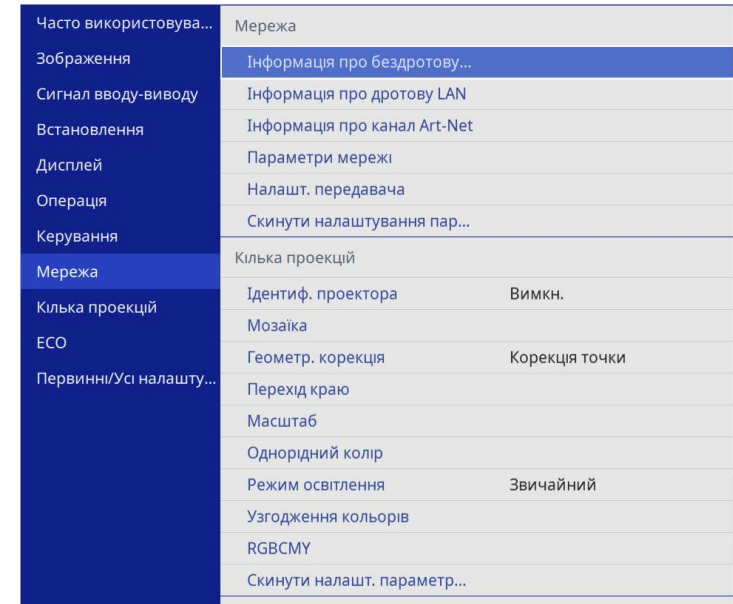 Часто використовува...
Зображення
Сигнал вводу-виводу
Встановлення
Дисплей
Операція
Керування
Мережа
Кілька проекцій
ECO
Первинні/Усі налашту...
Мережа
Інформація про бездротову...
Інформація про дротову LAN
Інформація про канал Art-Net
Параметри мережі
Налашт. передавача
Скинути налаштування пар...
Кілька проекцій
Ідентиф. проектора Вимкн.
Мозаїка
Геометр. корекція Корекція точки
Перехід краю
Масштаб
Однорідний колір
Режим освітлення Звичайний
Узгодження кольорів
RGBCMY
Скинути налашт. параметр...